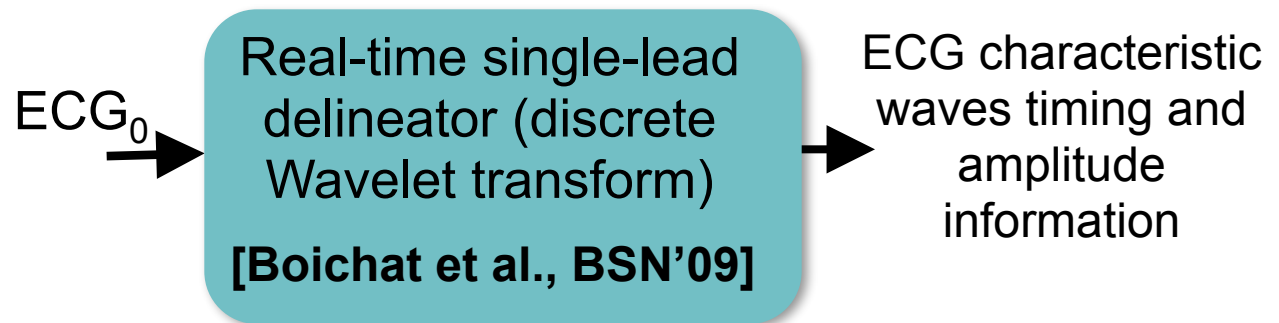 ECG₀
Real-time single-lead
delineator (discrete
Wavelet transform)
[Boichat et al., BSN’09]
ECG characteristic
waves timing and
amplitude
information